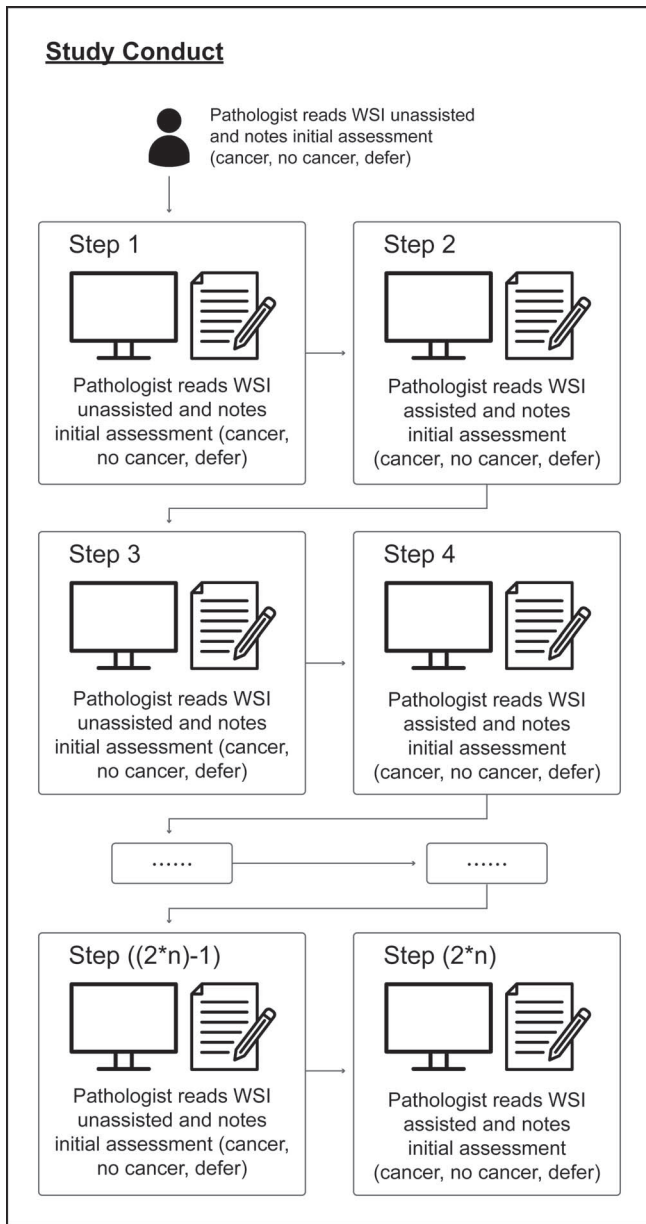 Study Conduct
Pathologist reads WSI unassisted
and notes initial assessment
(cancer, no cancer, defer)
Step 1
Pathologist reads WSI
unassisted and notes
initial assessment (cancer,
no cancer, defer)
Step 2
Pathologist reads WSI
assisted and notes
initial assessment
(cancer, no cancer, defer)
Step 3
Pathologist reads WSI
unassisted and notes
initial assessment (cancer,
no cancer, defer)
Step 4
Pathologist reads WSI
assisted and notes
initial assessment
(cancer, no cancer, defer)
......
......
Step ((2*n)-1)
Pathologist reads WSI
unassisted and notes
initial assessment (cancer,
no cancer, defer)
Step (2*n)
Pathologist reads WSI
assisted and notes
initial assessment
(cancer, no cancer, defer)